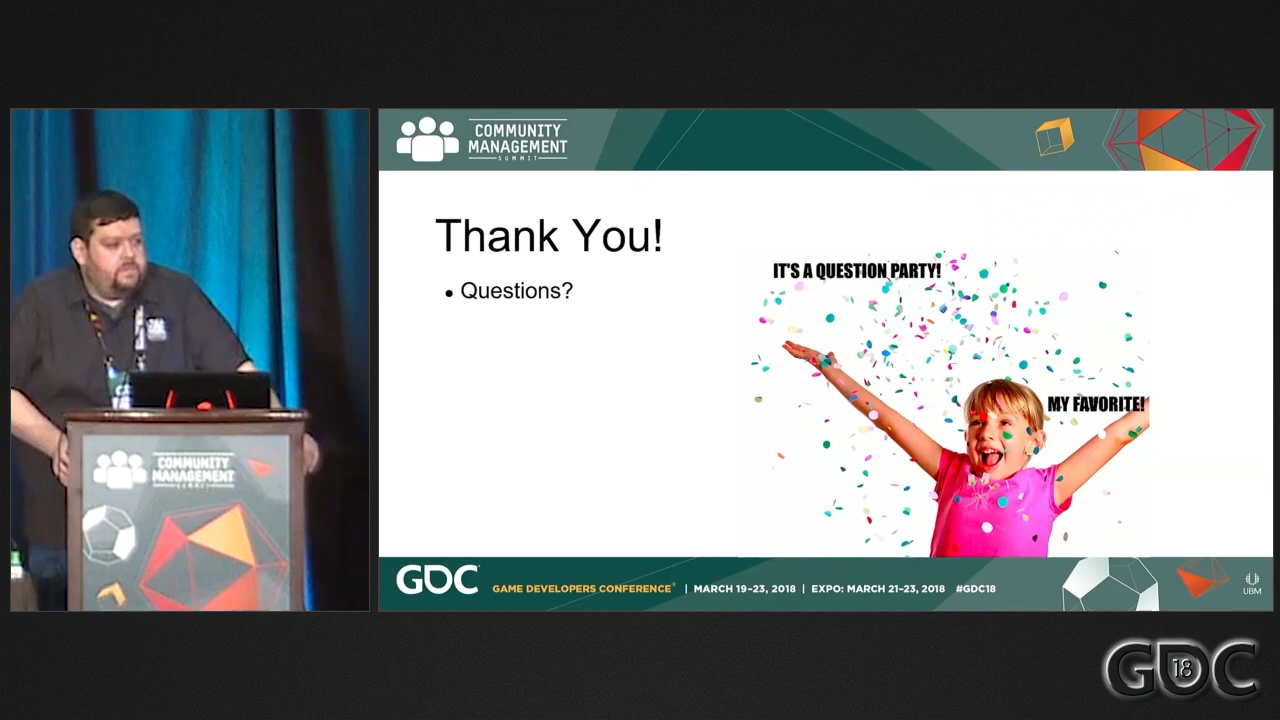 COMMUNITY
MANAGEMENT
SUMMIT
Thank You!
• Questions?
IT'S A QUESTION PARTY!
MY FAVORITE!
COMMUNITY
MANAGEMENT
SUMMIT
GDC GAME DEVELOPERS CONFERENCE® | MARCH 19–23, 2018 | EXPO: MARCH 21–23, 2018 #GDC18
UBM
GDC 18